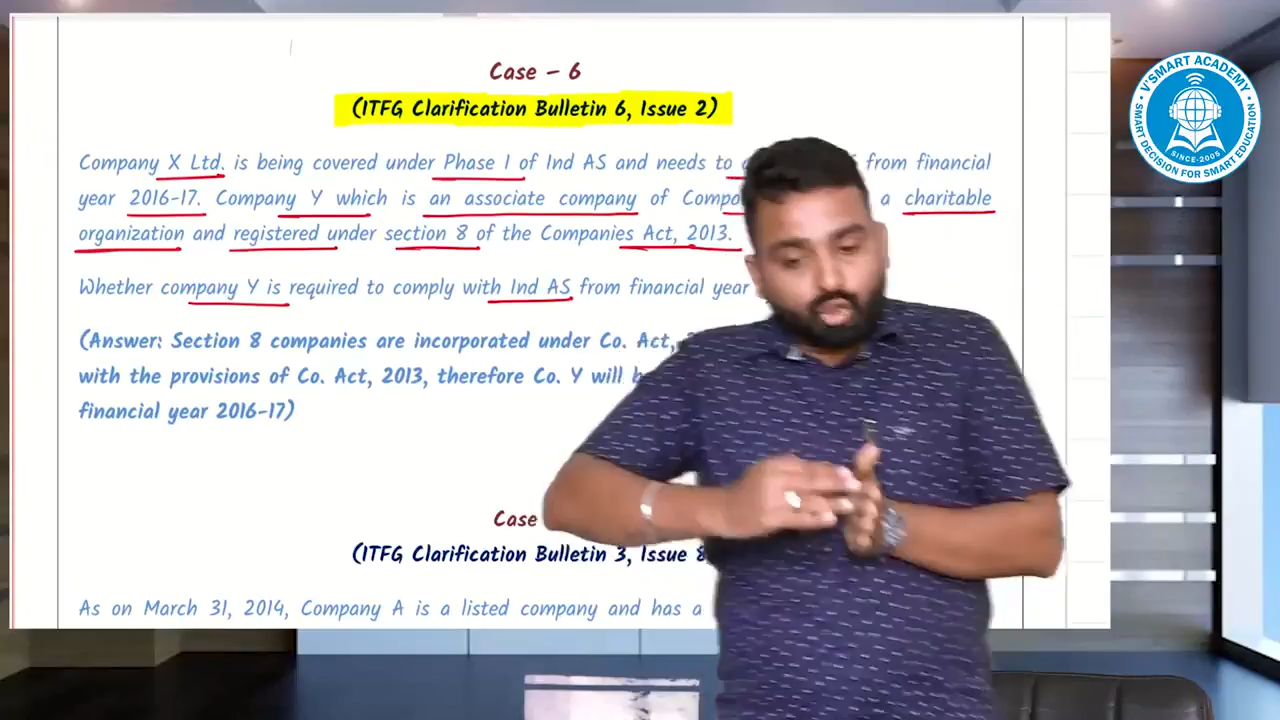 Case – 6
(ITFG Clarification Bulletin 6, Issue 2)
Company X Ltd. is being covered under Phase I of Ind AS and needs to from financial
year 2016-17. Company Y which is an associate company of a charitable
organization and registered under section 8 of the Companies Act, 2013.
Whether company Y is required to comply with Ind AS from financial year
(Answer: Section 8 companies are incorporated under Co. Act,
with the provisions of Co. Act, 2013, therefore Co. Y will
financial year 2016-17)
Case
(ITFG Clarification Bulletin 3, Issue 8
As on March 31, 2014, Company A is a listed company and has a
V'SMART ACADEMY
SINCE-2005
SMART DECISION FOR SMART EDUCATION